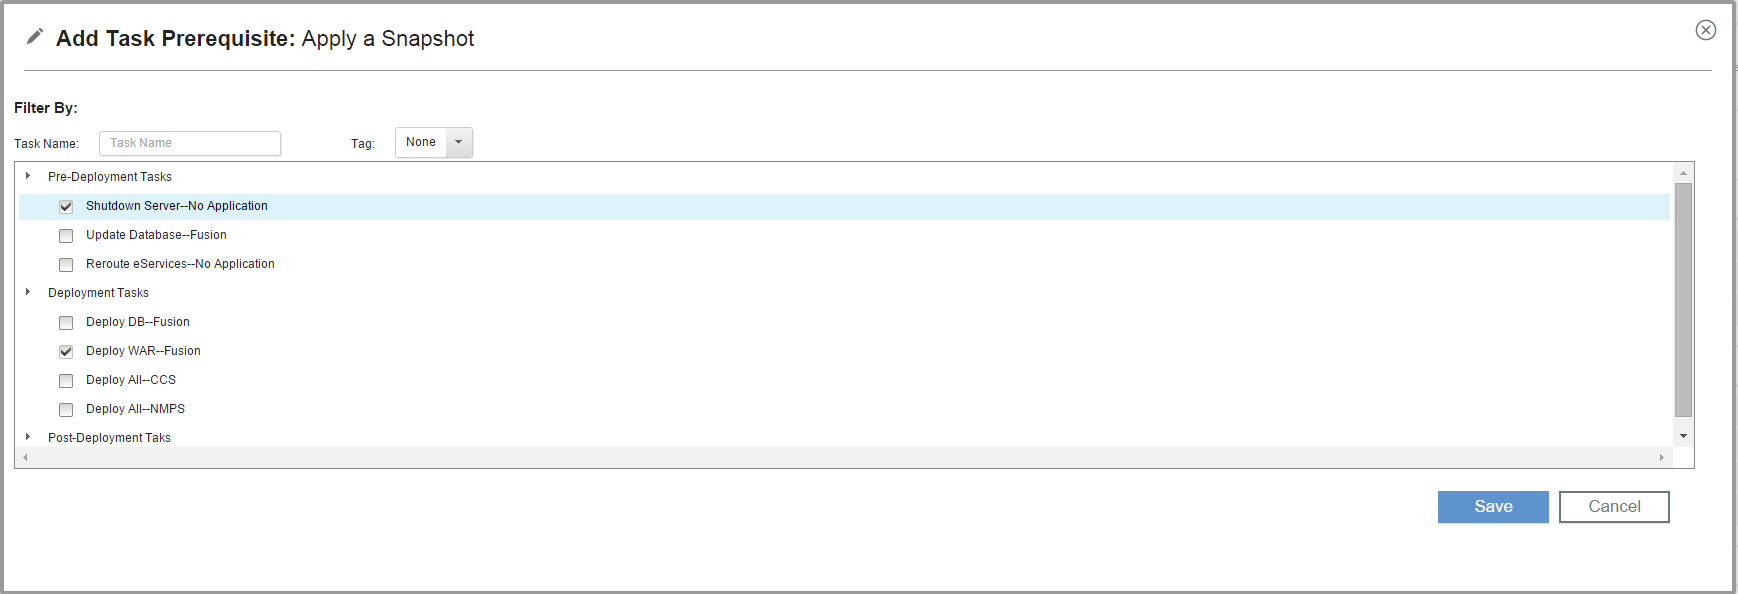 Add Task Prerequisite: Apply a Snapshot
Filter By:
Task Name: Task Name Tag: None
Pre-Deployment Tasks
Shutdown Server--No Application
Update Database--Fusion
Reroute eServices--No Application
Deployment Tasks
Deploy DB--Fusion
Deploy WAR--Fusion
Deploy All--CCS
Deploy All--NMPS
Post-Deployment Taks
Save Cancel